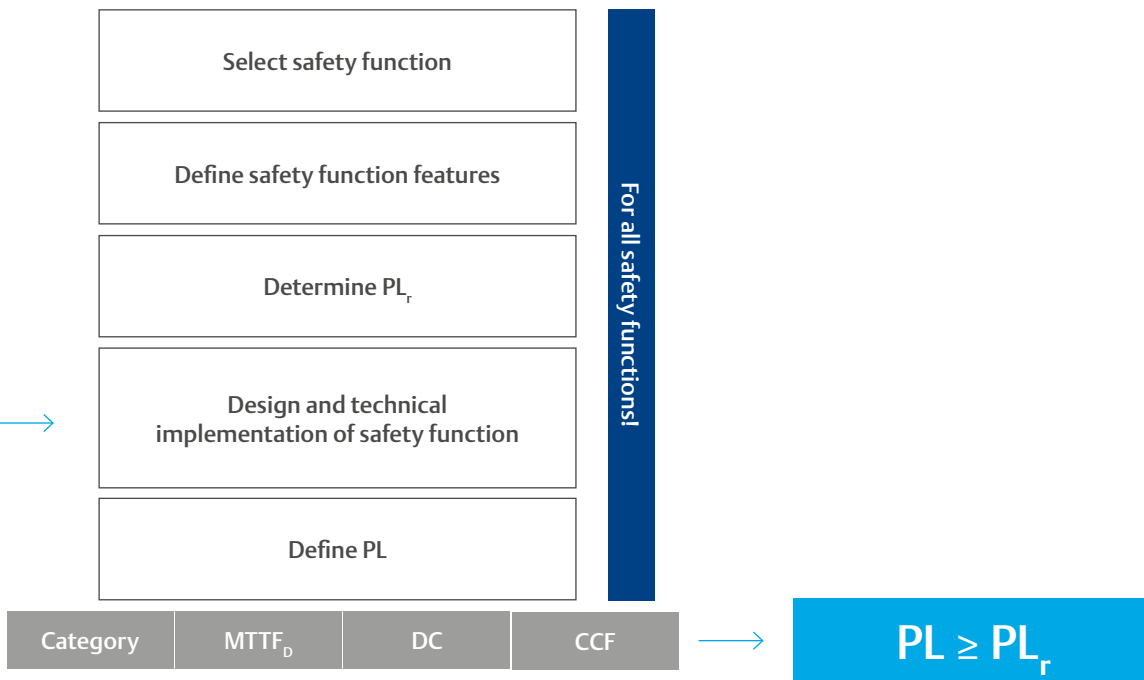 Select safety function
Define safety function features
Determine PLr
Design and technical
implementation of safety function
Define PL
For all safety functions!
Category
MTTFD
DC
CCF
PL ≥ PLr